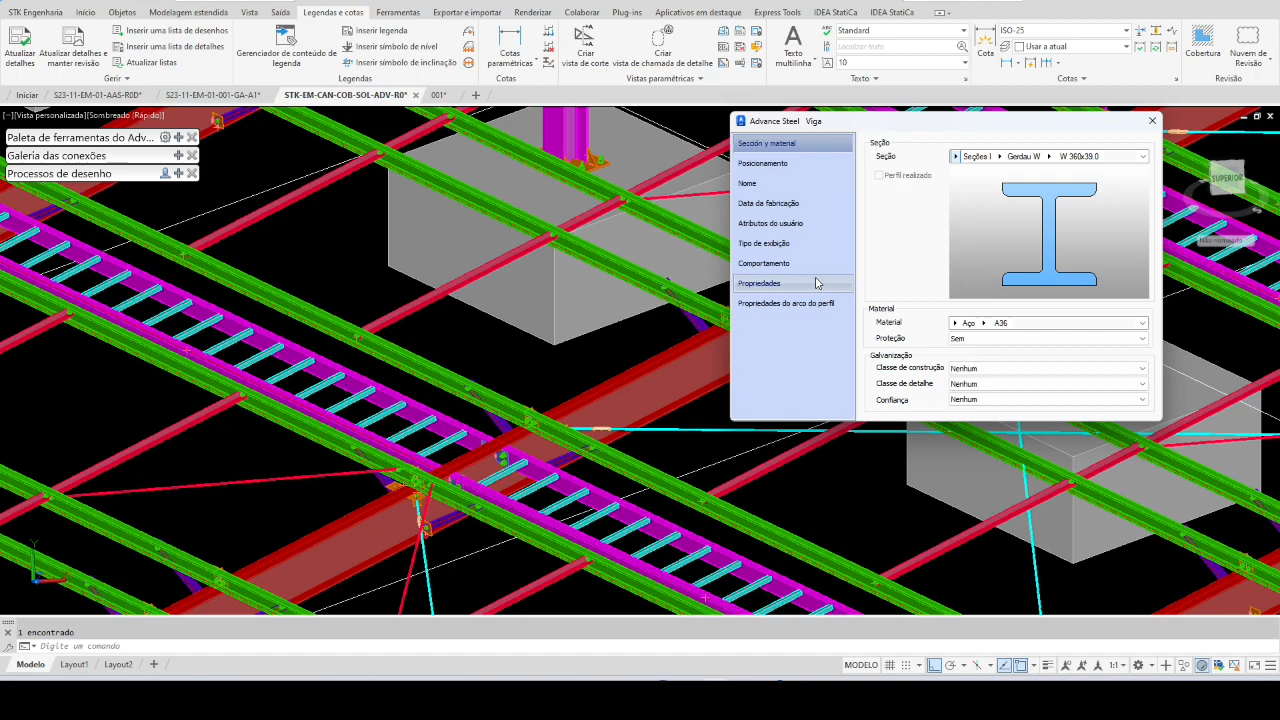 STK Engenharia Início Objetos Modelagem estendida Vista Saída Legendas e cotas Ferramentas Exportar e importar Renderizar Colaborar Plug-ins Aplicativos em destaque Express Tools IDEA StatiCa IDEA StatiCa
Atualizar detalhes
Atualizar detalhes e manter revisão
Inserir uma lista de desenhos
Inserir uma lista de detalhes
Atualizar listas
Gerir
Gerenciador de conteúdo de legenda
Inserir legenda
Inserir símbolo de nível
Inserir símbolo de inclinação
Legendas
Cotas paramétricas
Cotas
Criar vista de corte
Criar vista de chamada de detalhe
Vistas paramétricas
Texto multilinha
Standard
Localizar texto
10
Texto
Cota
ISO-25
Usar a atual
Cotas
Cobertura
Nuvem de Revisão
Revisão
Iniciar S23-11-EM-01-AAS-R0D* S23-11-EM-01-001-GA-A1* STK-EM-CAN-COB-SOL-ADV-R0* 001*
[−][Vista personalizada][Sombreado (Rápido)]
Paleta de ferramentas do Adv...
Galeria das conexões
Processos de desenho
Advance Steel Viga
Sección y material
Posicionamento
Nome
Data da fabricação
Atributos do usuário
Tipo de exibição
Comportamento
Propriedades
Propriedades do arco do perfil
Seção
Seção Seções I Gerdau W W 360x39.0
Perfil realizado
Material
Material Aço A36
Proteção Sem
Galvanização
Classe de construção Nenhum
Classe de detalhe Nenhum
Confiança Nenhum
SUPERIOR
Não nomeado
Y
1 encontrado
Digite um comando
Modelo Layout1 Layout2
MODELO 1:1